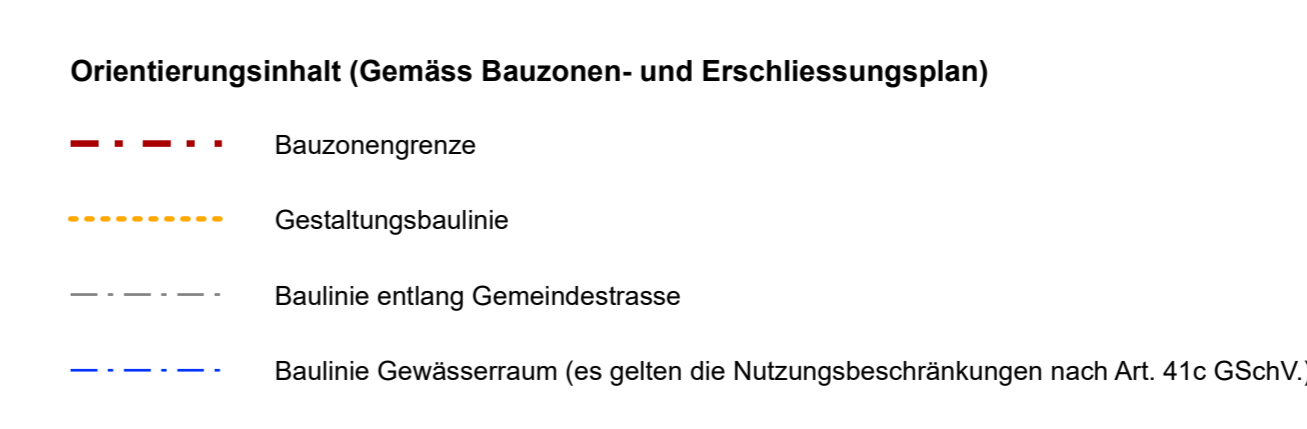 Orientierungsinhalt (Gemäss Bauzonen- und Erschliessungsplan)
Bauzonengrenze
Gestaltungsbaulinie
Baulinie entlang Gemeindestrasse
Baulinie Gewässerraum (es gelten die Nutzungsbeschränkungen nach Art. 41c GSchV.)